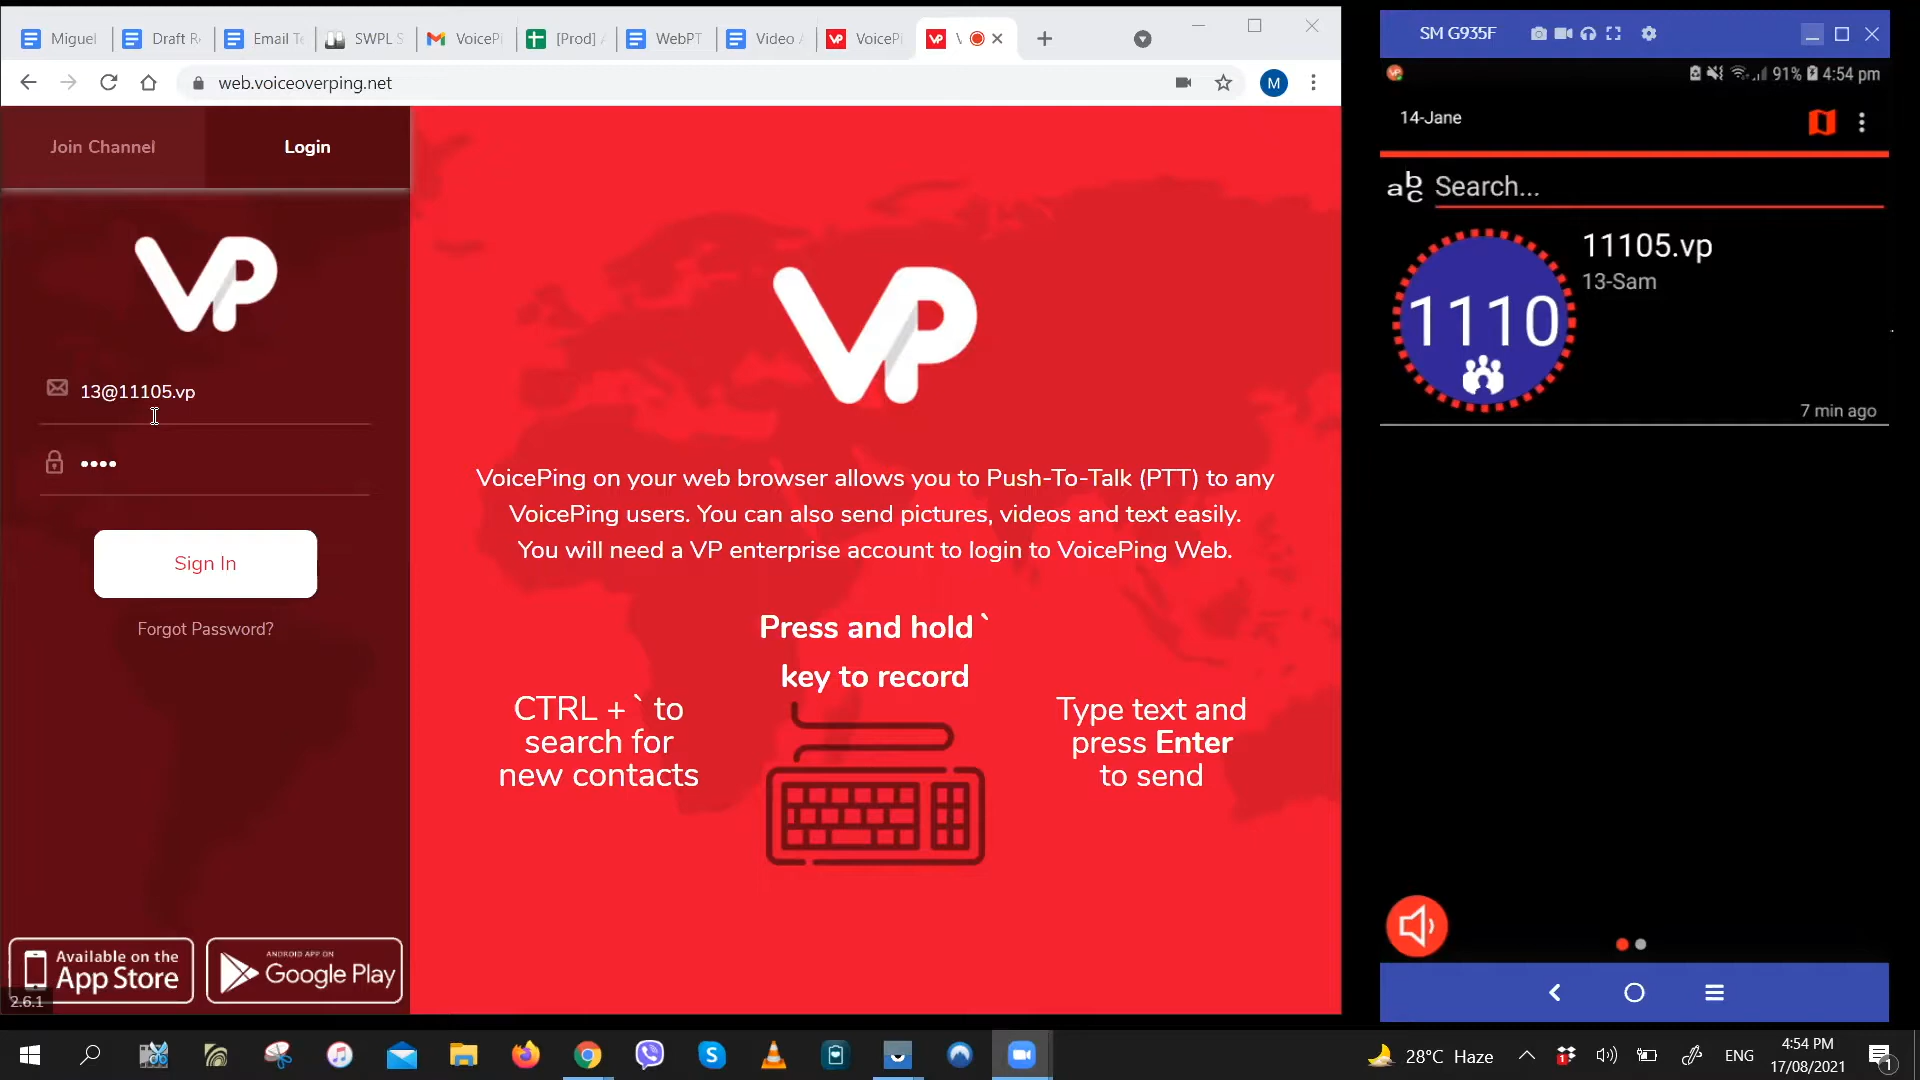 Miguel
Draft R
Email Te
SWPL S
VoicePi
[Prod] A
WebPT
Video A
VoicePi
V
web.voiceoverping.net
M
Join Channel
Login
VP
13@11105.vp
••••
Sign In
Forgot Password?
Available on the
App Store
ANDROID APP ON
Google Play
2.6.1
VP
VoicePing on your web browser allows you to Push-To-Talk (PTT) to any
VoicePing users. You can also send pictures, videos and text easily.
You will need a VP enterprise account to login to VoicePing Web.
Press and hold `
key to record
CTRL + ` to
search for
new contacts
Type text and
press Enter
to send
SM G935F
91% 4:54 pm
14-Jane
abc Search...
11105.vp
13-Sam
1110
7 min ago
28°C Haze
ENG
4:54 PM
17/08/2021
1